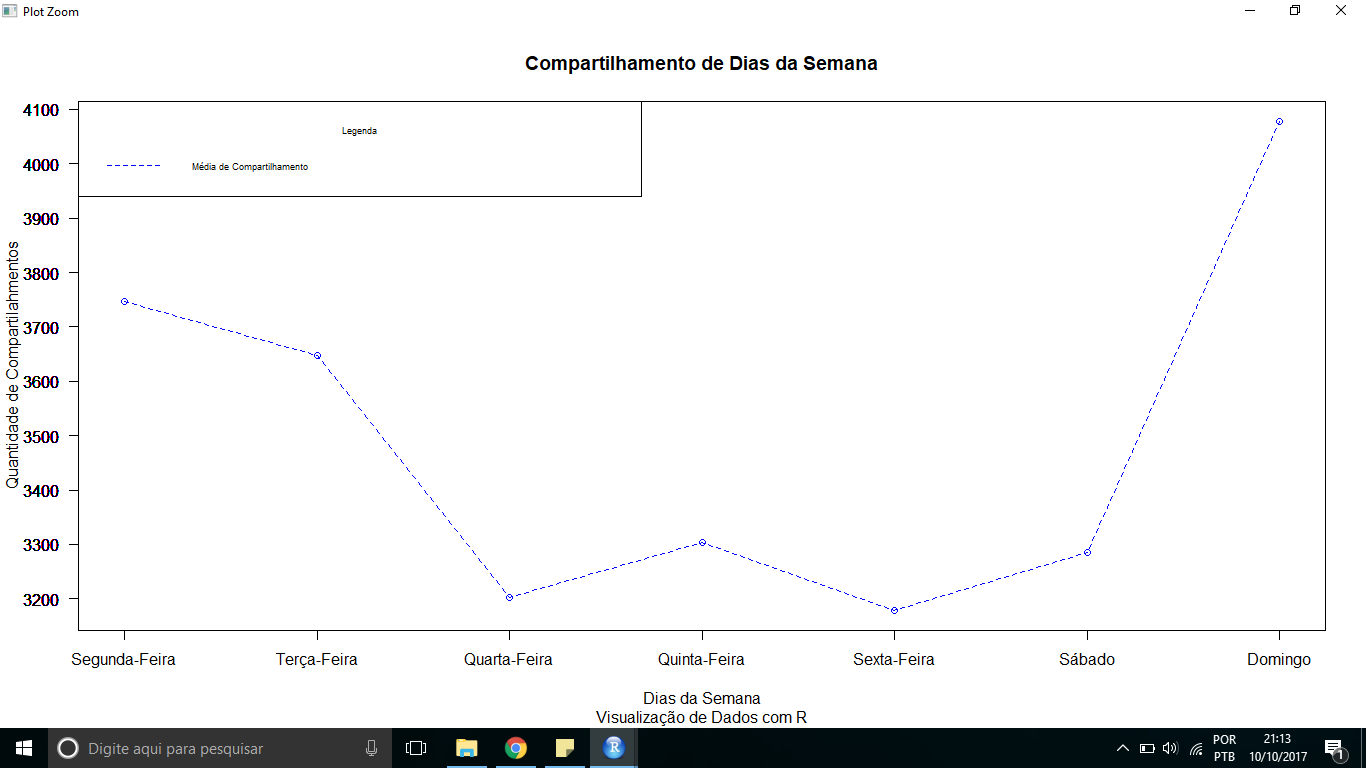 Plot Zoom
Compartilhamento de Dias da Semana
Legenda
Média de Compartilhamento
4100
4000
3900
3800
3700
3600
3500
3400
3300
3200
Quantidade de Compartilahmentos
Segunda-Feira Terça-Feira Quarta-Feira Quinta-Feira Sexta-Feira Sábado Domingo
Dias da Semana
Visualização de Dados com R
Digite aqui para pesquisar
R
POR
PTB
21:13
10/10/2017
1